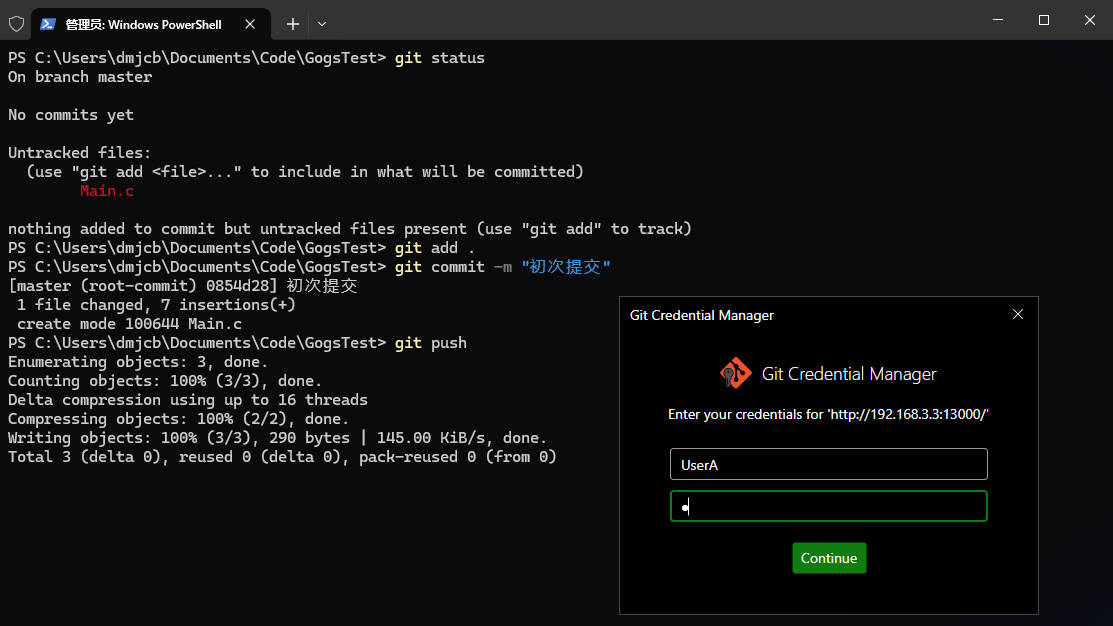 管理员: Windows PowerShell
PS C:\Users\dmjcb\Documents\Code\GogsTest> git status
On branch master
No commits yet
Untracked files:
  (use "git add <file>..." to include in what will be committed)
        Main.c
nothing added to commit but untracked files present (use "git add" to track)
PS C:\Users\dmjcb\Documents\Code\GogsTest> git add .
PS C:\Users\dmjcb\Documents\Code\GogsTest> git commit -m "初次提交"
[master (root-commit) 0854d28] 初次提交
 1 file changed, 7 insertions(+)
 create mode 100644 Main.c
PS C:\Users\dmjcb\Documents\Code\GogsTest> git push
Enumerating objects: 3, done.
Counting objects: 100% (3/3), done.
Delta compression using up to 16 threads
Compressing objects: 100% (2/2), done.
Writing objects: 100% (3/3), 290 bytes | 145.00 KiB/s, done.
Total 3 (delta 0), reused 0 (delta 0), pack-reused 0 (from 0)
Git Credential Manager
Git Credential Manager
Enter your credentials for 'http://192.168.3.3:13000/'
UserA
●
Continue